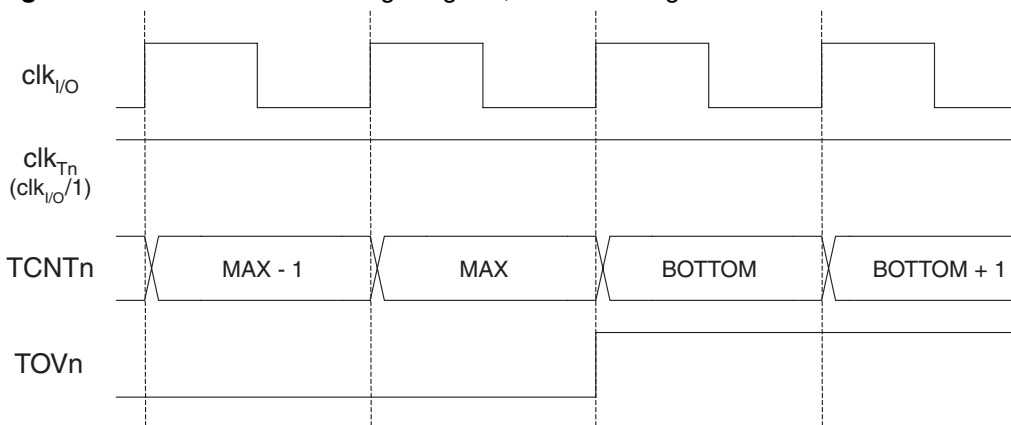 clkI/O
clkTn
(clkI/O/1)
TCNTn
MAX - 1
MAX
BOTTOM
BOTTOM + 1
TOVn